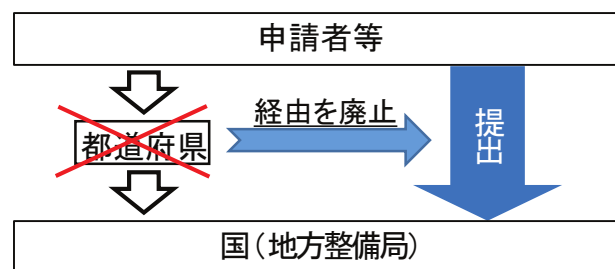 申請者等
経由を廃止
都道府県
提出
国(地方整備局)